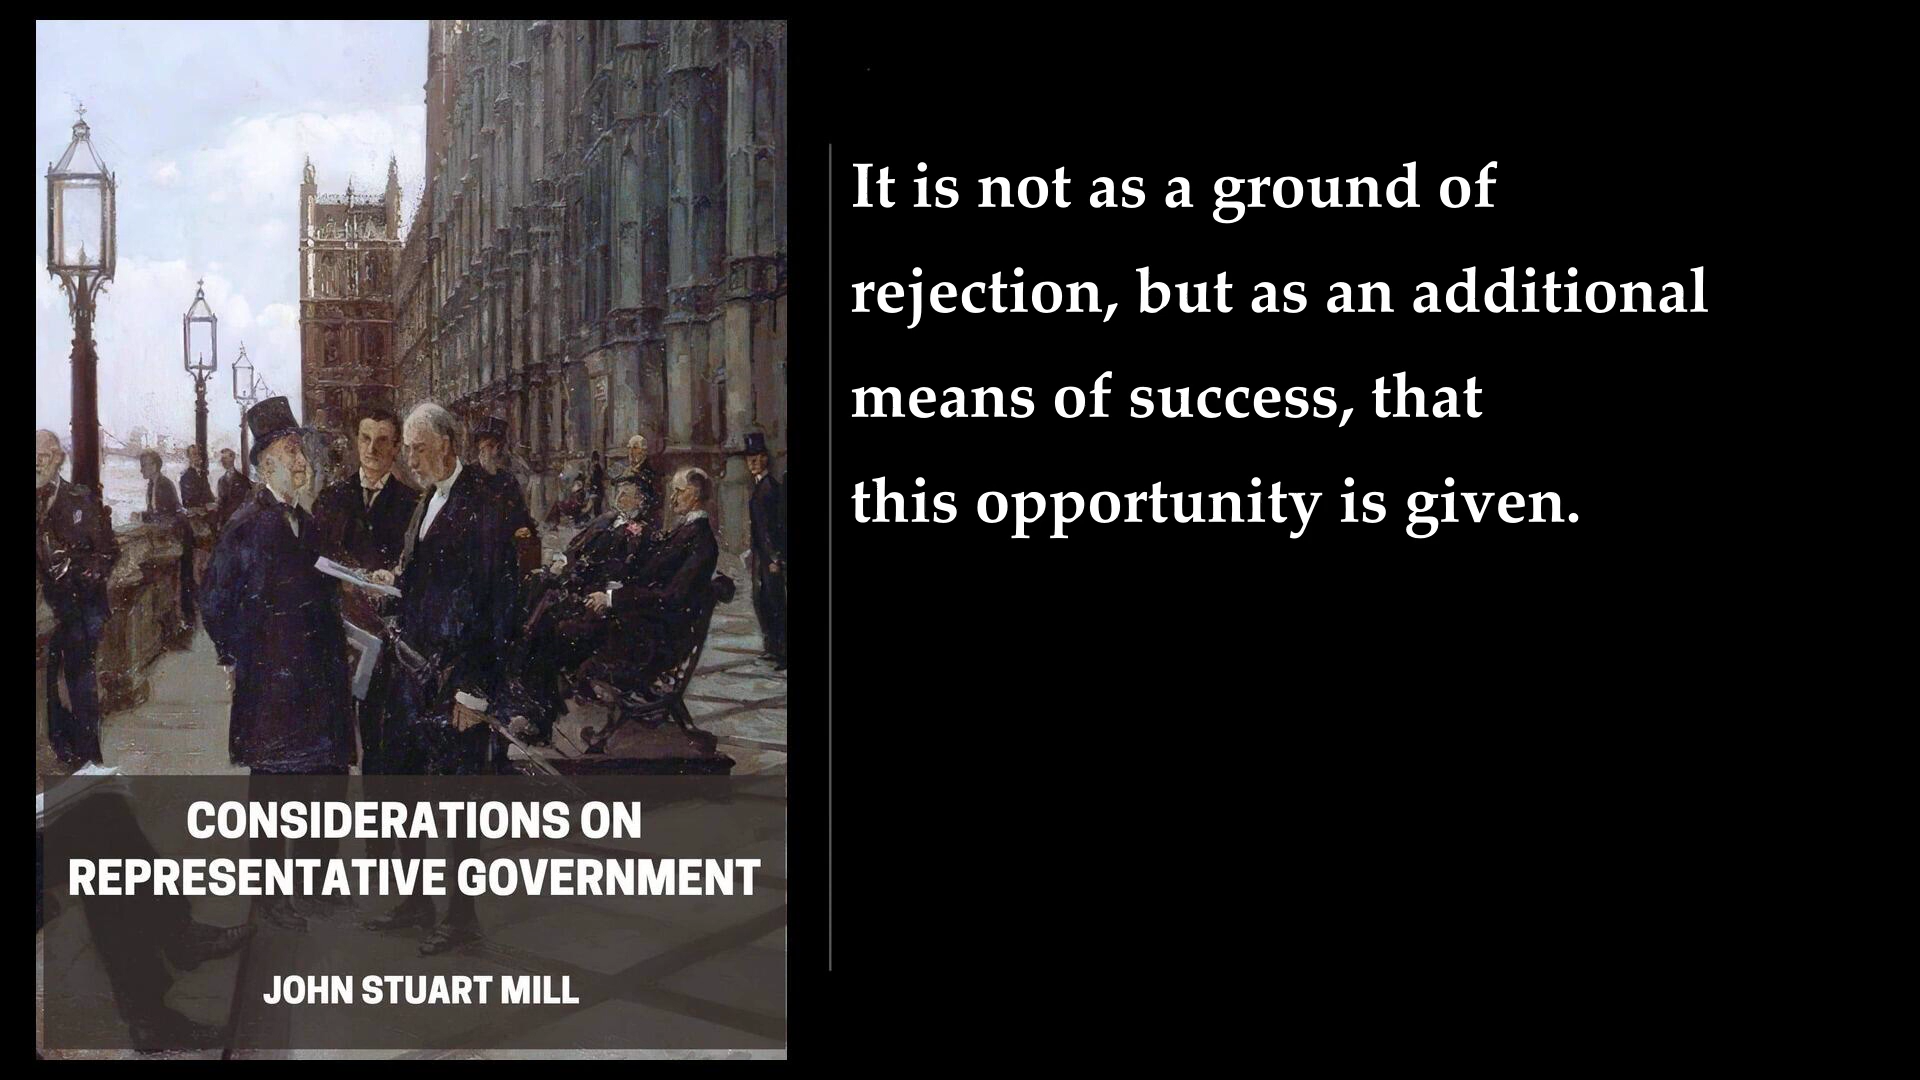 It is not as a ground of
rejection, but as an additional
means of success, that
this opportunity is given.
CONSIDERATIONS ON
REPRESENTATIVE GOVERNMENT
JOHN STUART MILL